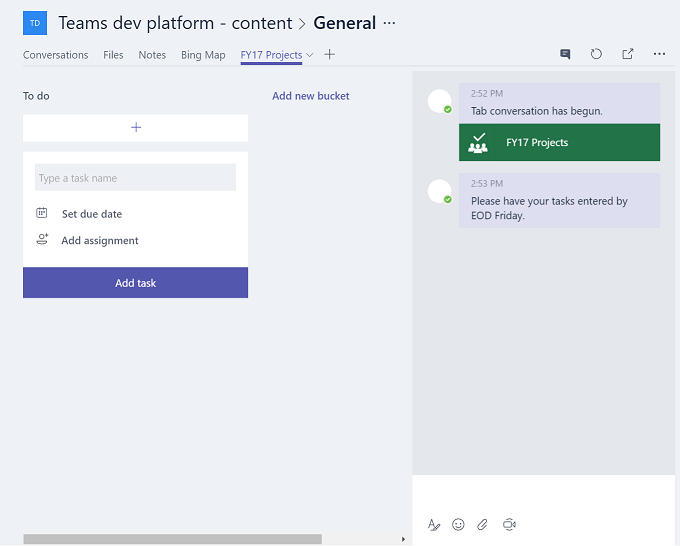 TD Teams dev platform - content > General ···
Conversations Files Notes Bing Map FY17 Projects
To do
Add new bucket
Type a task name
Set due date
Add assignment
Add task
2:52 PM
Tab conversation has begun.
FY17 Projects
2:53 PM
Please have your tasks entered by
EOD Friday.